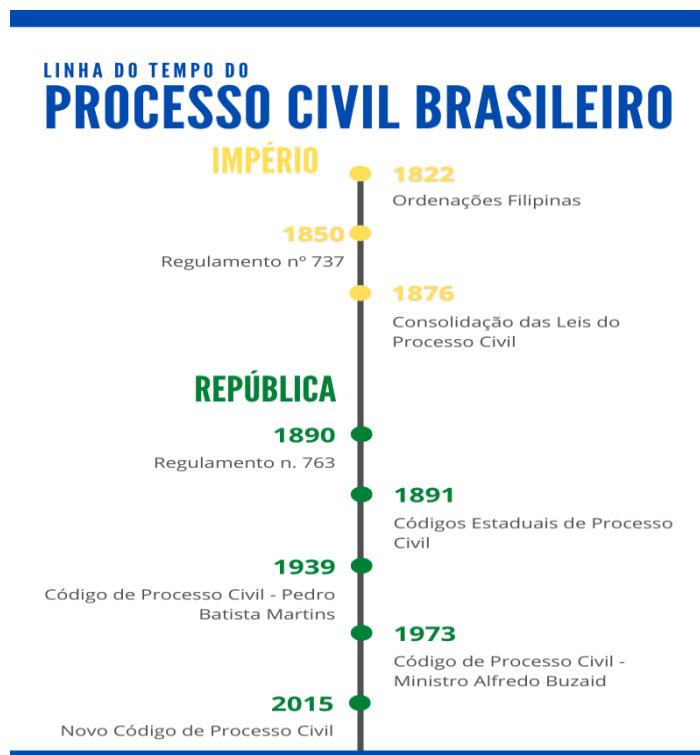 LINHA DO TEMPO DO
PROCESSO CIVIL BRASILEIRO
IMPÉRIO
1822
Ordenações Filipinas
1850
Regulamento nº 737
1876
Consolidação das Leis do
Processo Civil
REPÚBLICA
1890
Regulamento n. 763
1891
Códigos Estaduais de Processo
Civil
1939
Código de Processo Civil - Pedro
Batista Martins
1973
Código de Processo Civil -
Ministro Alfredo Buzaid
2015
Novo Código de Processo Civil